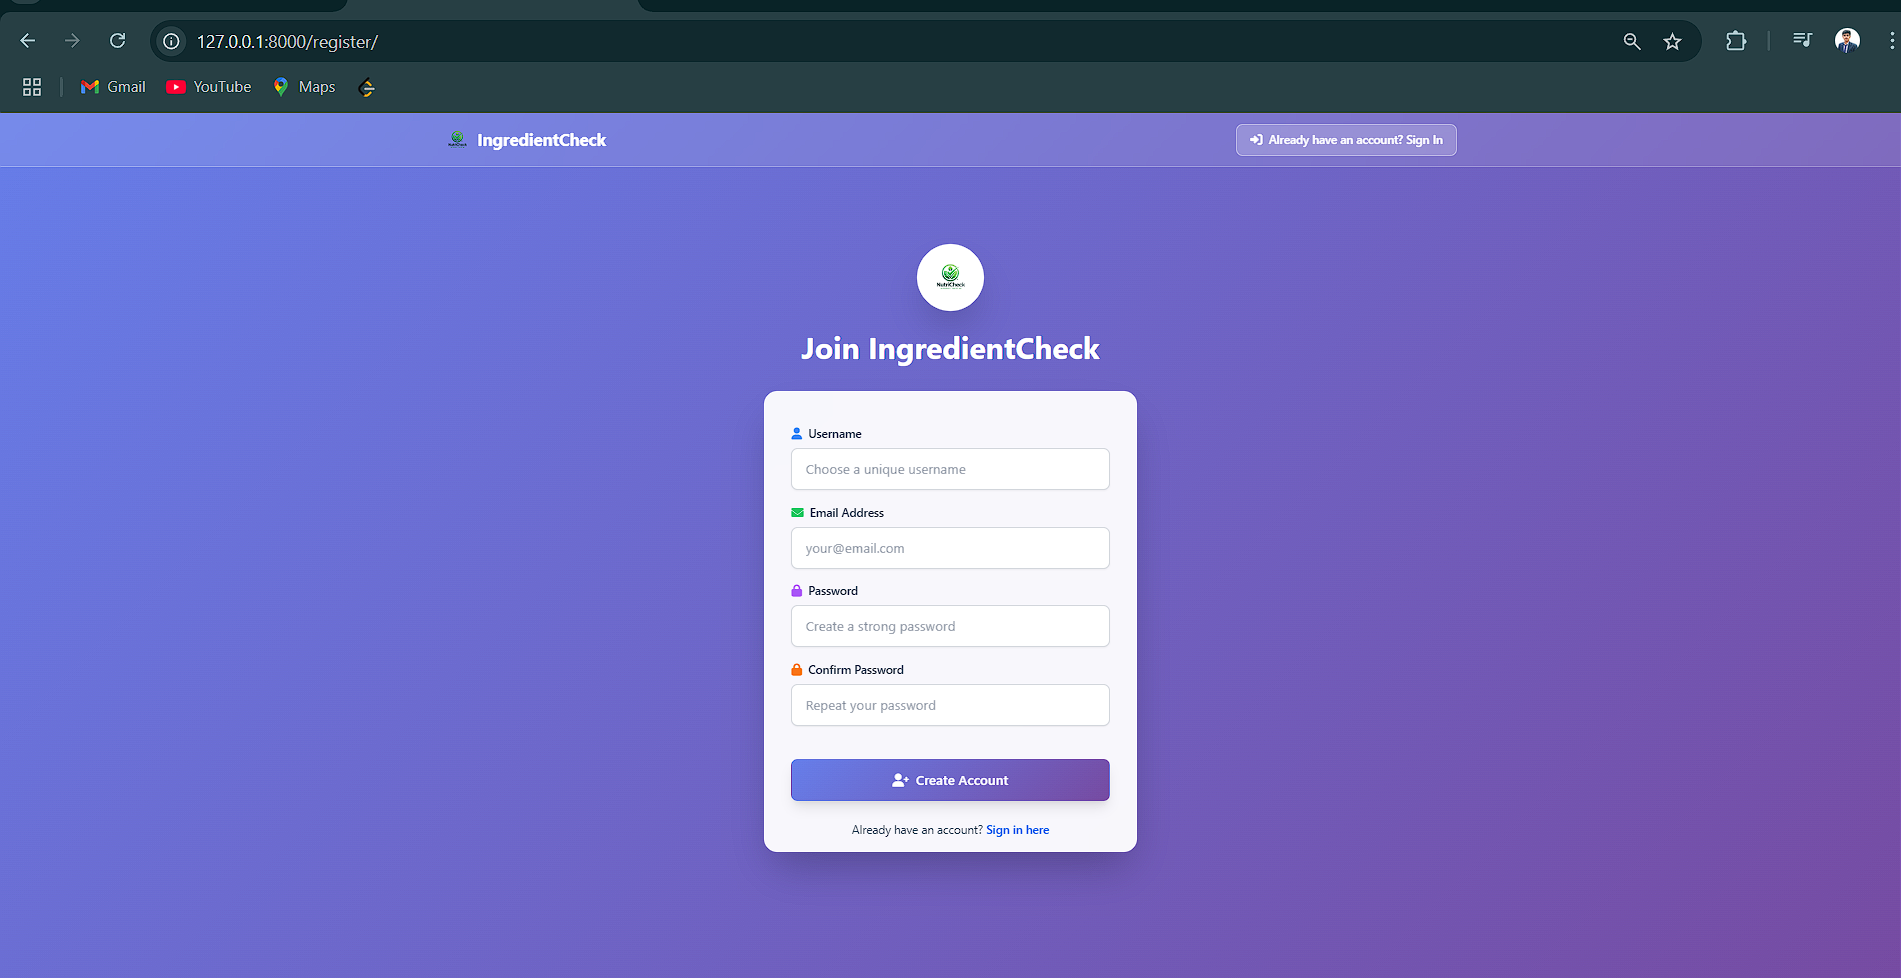 127.0.0.1:8000/register/
Gmail YouTube Maps
IngredientCheck
Already have an account? Sign In
NutriCheck
Join IngredientCheck
Username
Choose a unique username
Email Address
your@email.com
Password
Create a strong password
Confirm Password
Repeat your password
Create Account
Already have an account? Sign in here